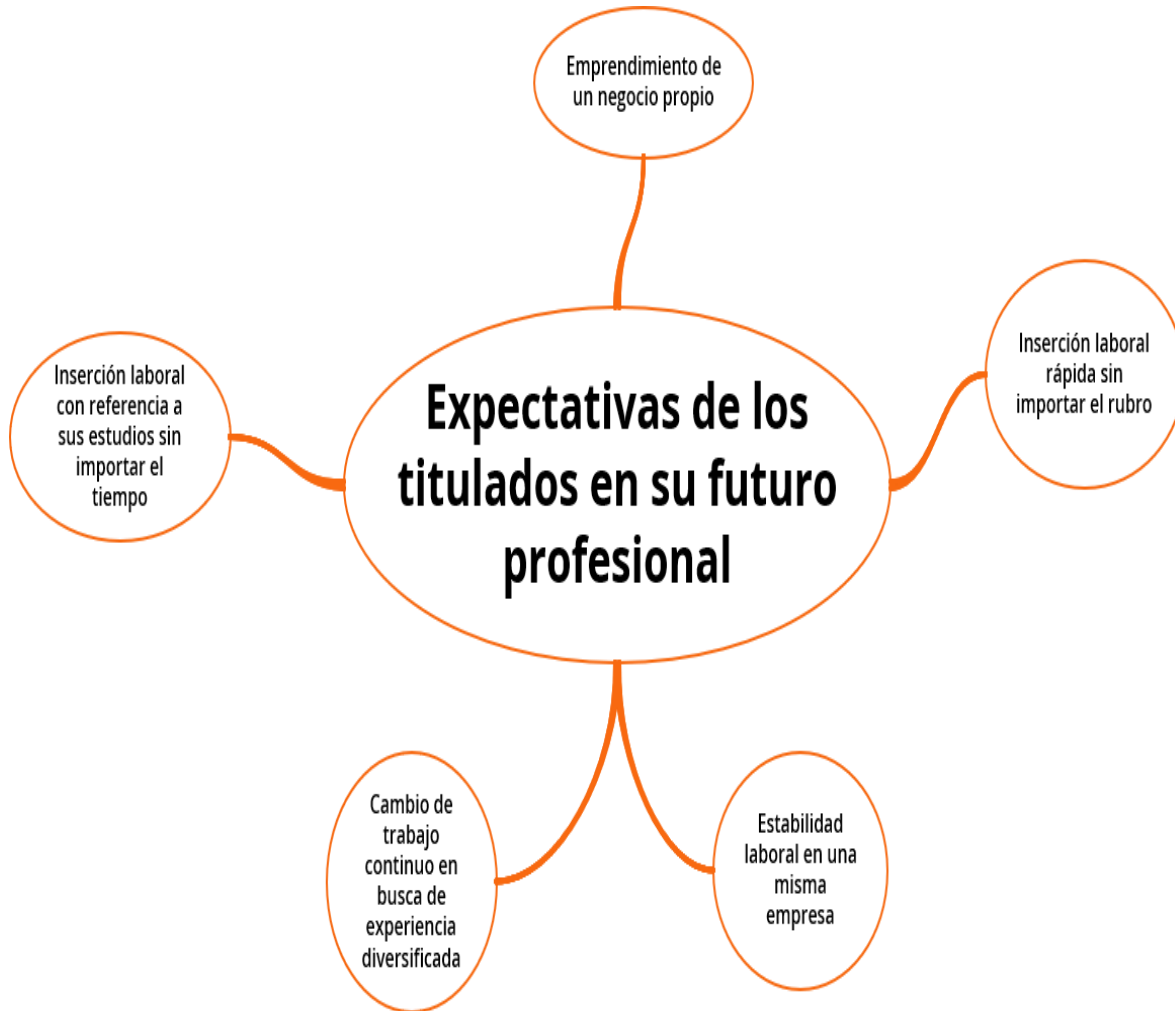 Emprendimiento de
un negocio propio
Inserción laboral
rápida sin
importar el rubro
Inserción laboral
con referencia a
sus estudios sin
importar el
tiempo
Expectativas de los
titulados en su futuro
profesional
Cambio de
trabajo
continuo en
busca de
experiencia
diversificada
Estabilidad
laboral en una
misma
empresa